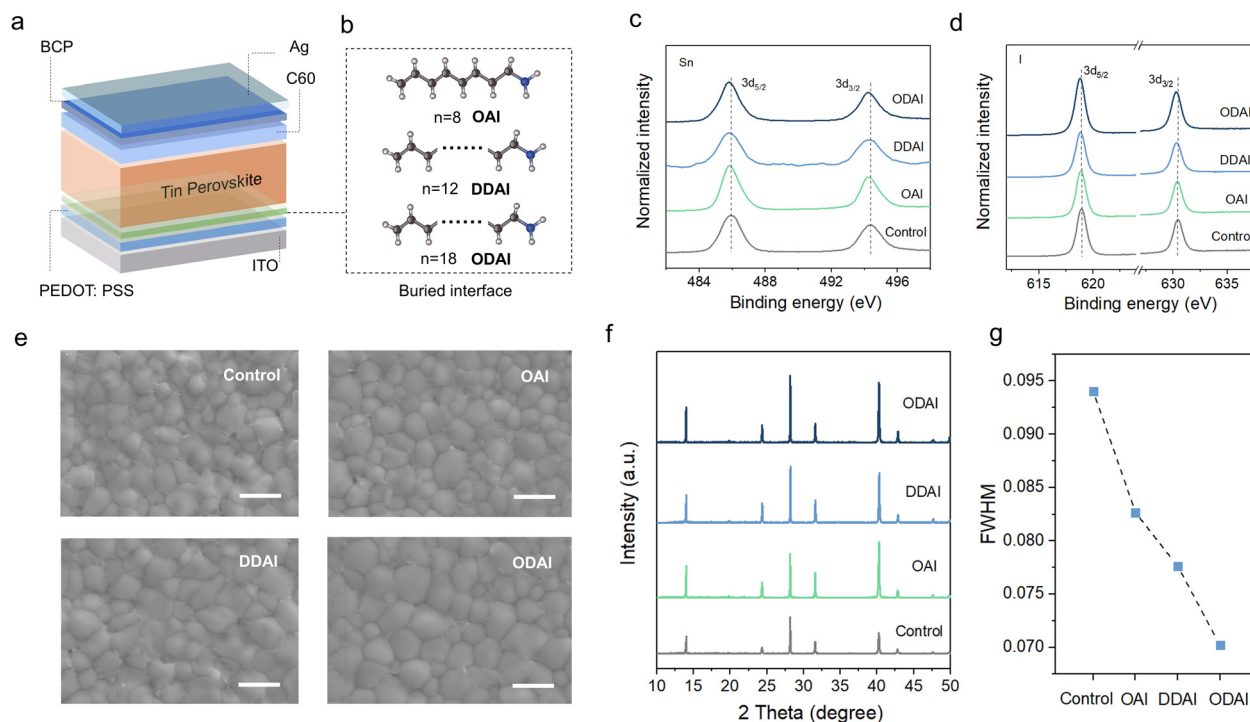 a
BCP
Ag
C60
Tin Perovskite
ITO
PEDOT: PSS
b
n=8 OAI
n=12 DDAI
n=18 ODAI
Buried interface
c
Sn
3d5/2
3d3/2
ODAI
DDAI
OAI
Control
Normalized intensity
484 488 492 496
Binding energy (eV)
d
I
3d5/2
3d3/2
ODAI
DDAI
OAI
Control
Normalized intensity
615 620 630 635
Binding energy (eV)
e
Control
OAI
DDAI
ODAI
f
ODAI
DDAI
OAI
Control
Intensity (a.u.)
10 15 20 25 30 35 40 45 50
2 Theta (degree)
g
0.095
0.090
0.085
0.080
0.075
0.070
FWHM
Control OAI DDAI ODAI